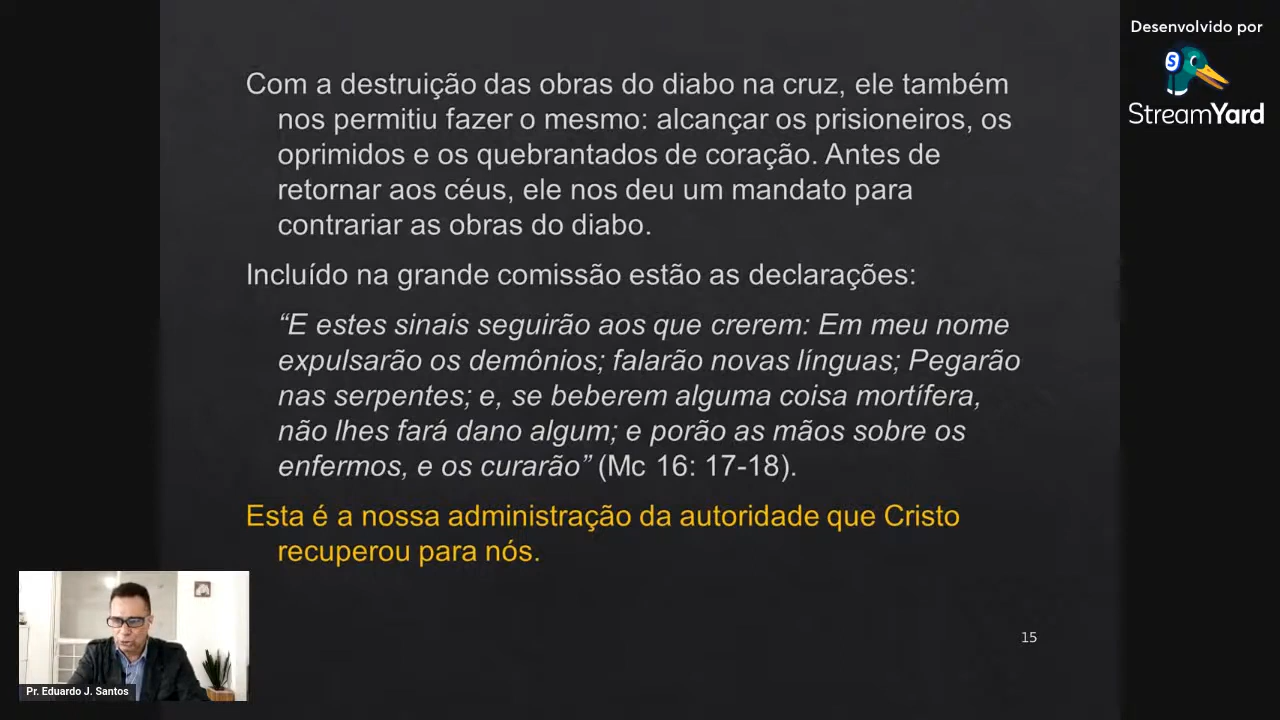 Desenvolvido por
StreamYard
Com a destruição das obras do diabo na cruz, ele também
nos permitiu fazer o mesmo: alcançar os prisioneiros, os
oprimidos e os quebrantados de coração. Antes de
retornar aos céus, ele nos deu um mandato para
contrariar as obras do diabo.
Incluído na grande comissão estão as declarações:
“E estes sinais seguirão aos que crerem: Em meu nome
expulsarão os demônios; falarão novas línguas; Pegarão
nas serpentes; e, se beberem alguma coisa mortífera,
não lhes fará dano algum; e porão as mãos sobre os
enfermos, e os curarão” (Mc 16: 17-18).
Esta é a nossa administração da autoridade que Cristo
recuperou para nós.
15
Pr. Eduardo J. Santos